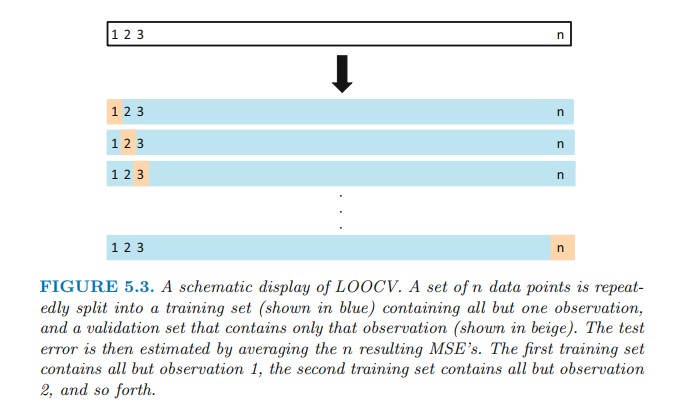 1 2 3 n
1 2 3 n
1 2 3 n
1 2 3 n
1 2 3 n
FIGURE 5.3. A schematic display of LOOCV. A set of n data points is repeat-
edly split into a training set (shown in blue) containing all but one observation,
and a validation set that contains only that observation (shown in beige). The test
error is then estimated by averaging the n resulting MSE's. The first training set
contains all but observation 1, the second training set contains all but observation
2, and so forth.